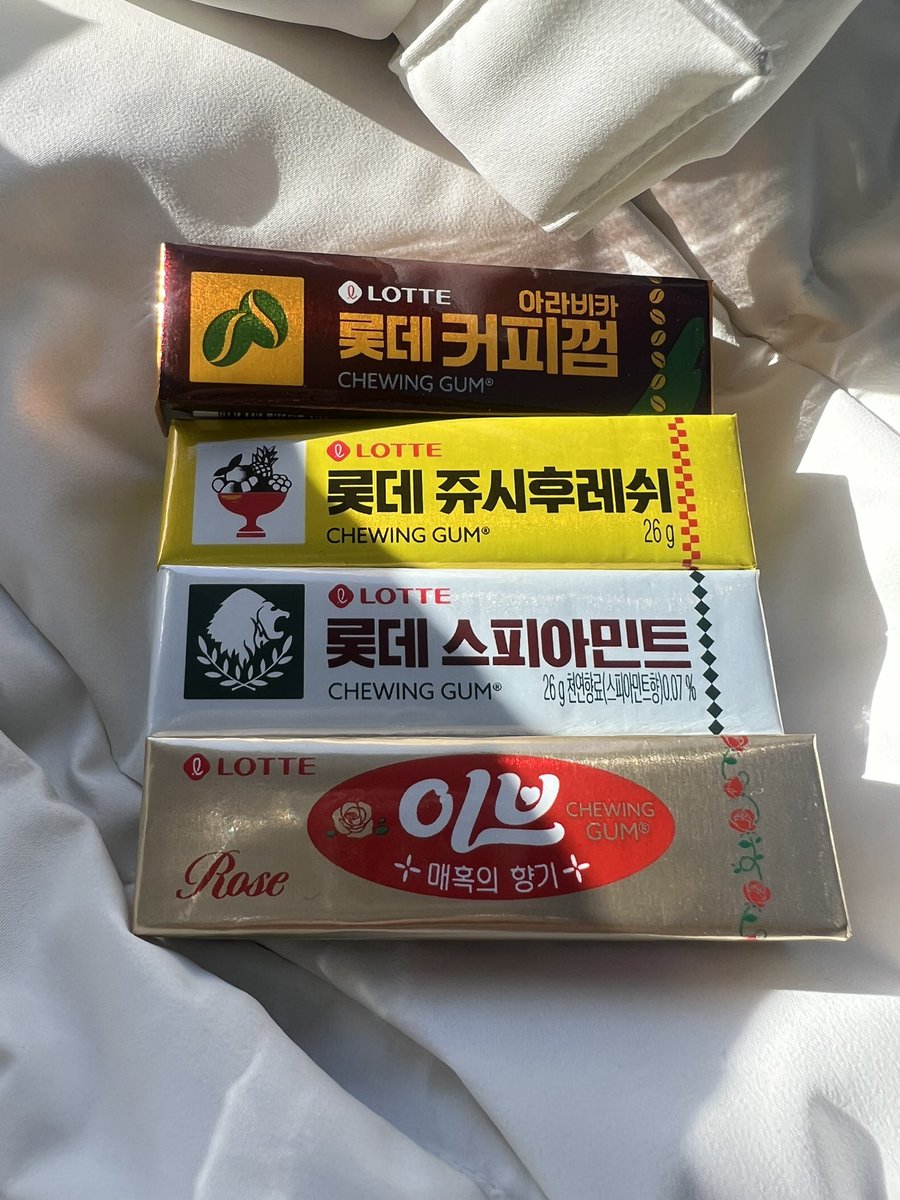 LOTTE
아라비카
롯데 커피껌
CHEWING GUM®
LOTTE
롯데 쥬시후레쉬
CHEWING GUM®
26 g
LOTTE
롯데 스피아민트
CHEWING GUM®
26 g 천연향료(스피아민트향)0.07 %
LOTTE
Rose
이브
매혹의 향기
CHEWING
GUM®